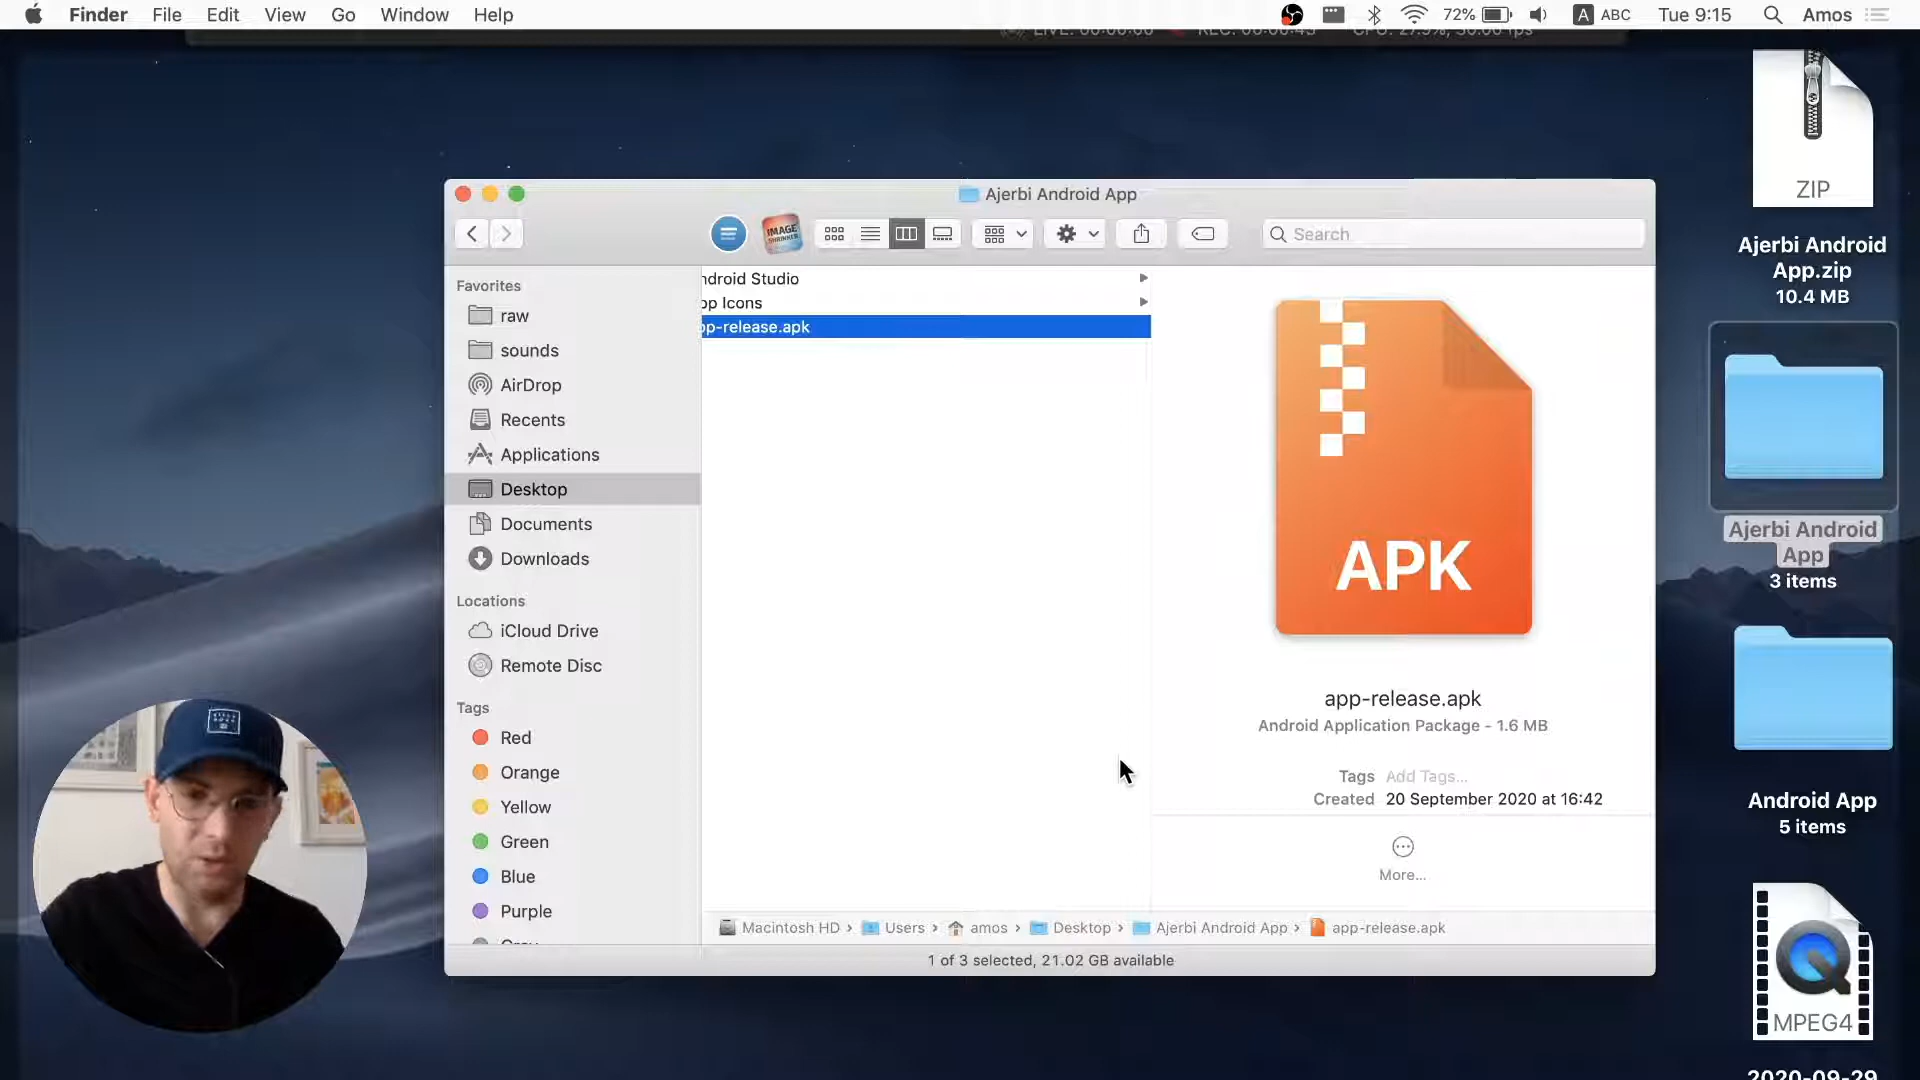 Finder File Edit View Go Window Help
72% A ABC Tue 9:15 Amos
ZIP
Ajerbi Android
App.zip
10.4 MB
Ajerbi Android App
IMAGE
SHRINKER
Search
Favorites
raw
sounds
AirDrop
Recents
Applications
Desktop
Documents
Downloads
Locations
iCloud Drive
Remote Disc
Tags
Red
Orange
Yellow
Green
Blue
Purple
ndroid Studio
pp Icons
pp-release.apk
APK
app-release.apk
Android Application Package - 1.6 MB
Tags Add Tags...
Created 20 September 2020 at 16:42
More...
Macintosh HD › Users › amos › Desktop › Ajerbi Android App › app-release.apk
1 of 3 selected, 21.02 GB available
Ajerbi Android
App
3 items
Android App
5 items
MPEG4
2020-09-29